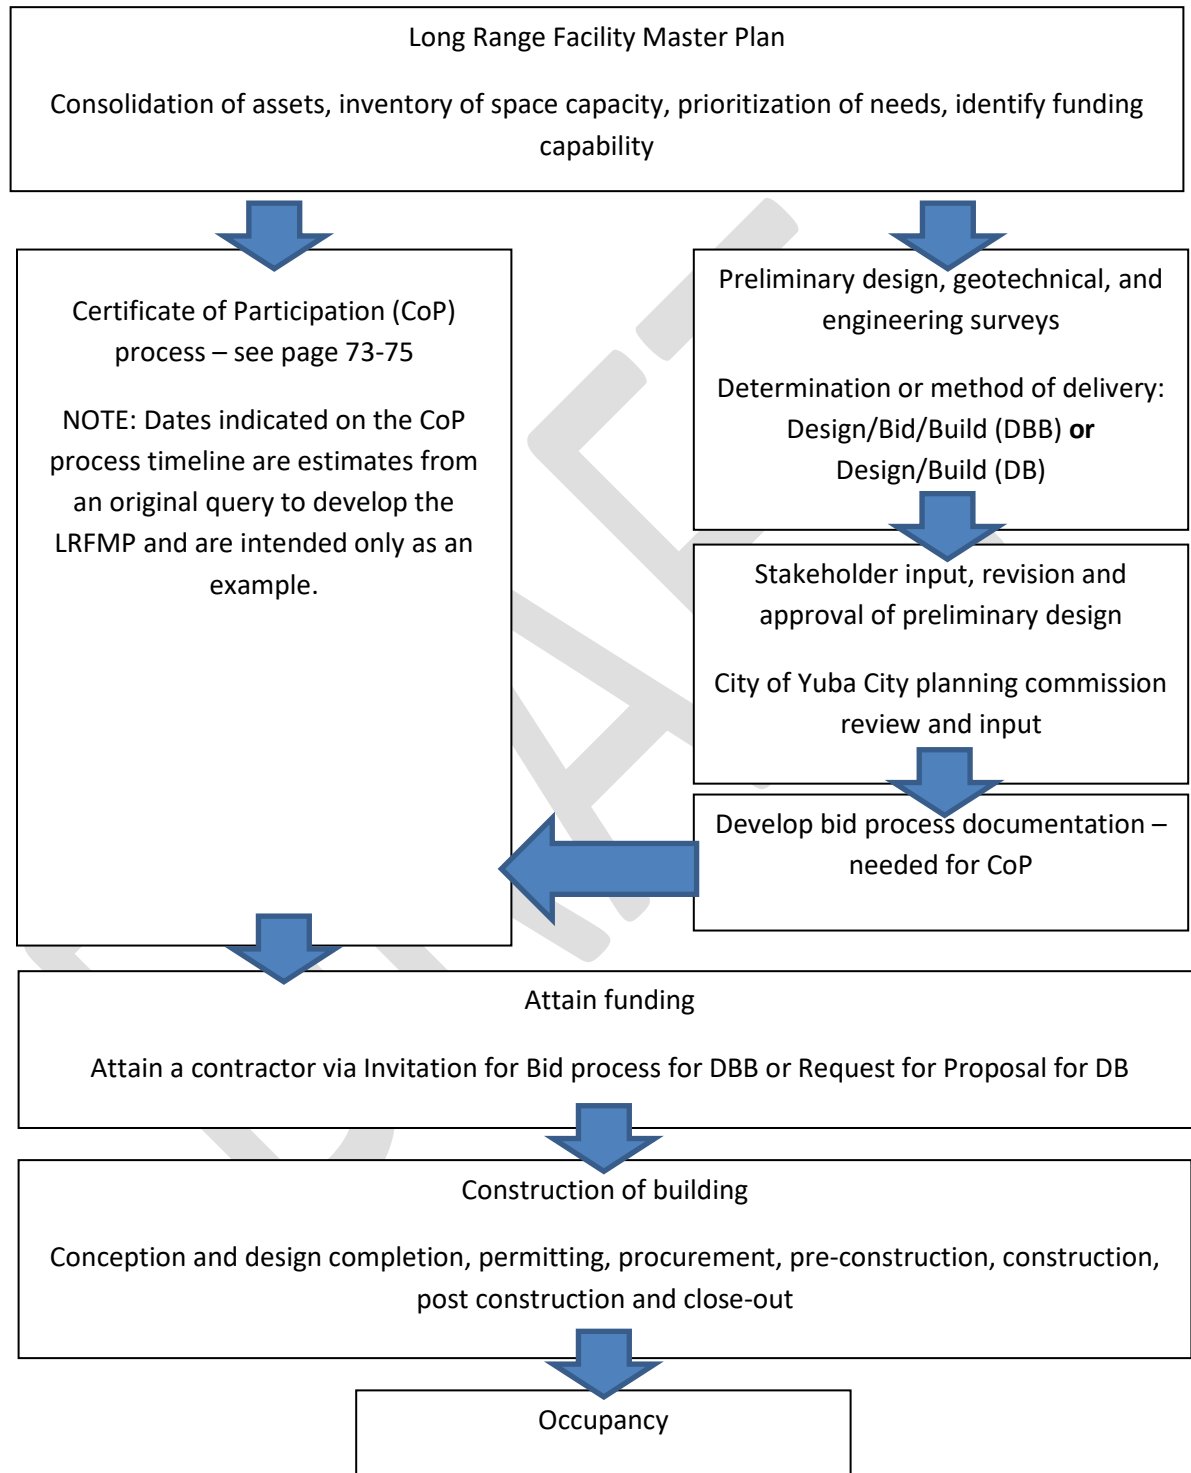 Long Range Facility Master Plan
Consolidation of assets, inventory of space capacity, prioritization of needs, identify funding
capability
Certificate of Participation (CoP)
process – see page 73-75
NOTE: Dates indicated on the CoP
process timeline are estimates from
an original query to develop the
LRFMP and are intended only as an
example.
Preliminary design, geotechnical, and
engineering surveys
Determination or method of delivery:
Design/Bid/Build (DBB) or
Design/Build (DB)
Stakeholder input, revision and
approval of preliminary design
City of Yuba City planning commission
review and input
Develop bid process documentation –
needed for CoP
Attain funding
Attain a contractor via Invitation for Bid process for DBB or Request for Proposal for DB
Construction of building
Conception and design completion, permitting, procurement, pre-construction, construction,
post construction and close-out
Occupancy
DRAFT